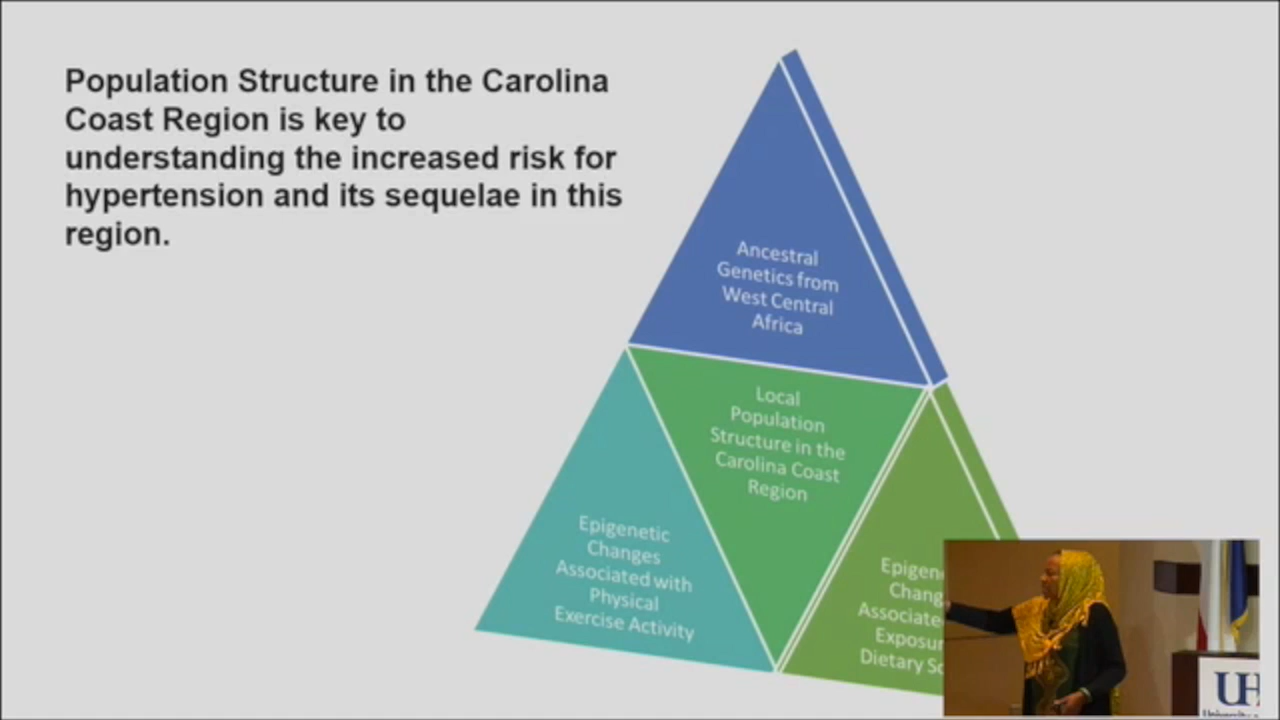 Population Structure in the Carolina
Coast Region is key to
understanding the increased risk for
hypertension and its sequelae in this
region.
Ancestral
Genetics from
West Central
Africa
Local
Population
Structure in the
Carolina Coast
Region
Epigenetic
Changes
Associated with
Physical
Exercise Activity
Dietary